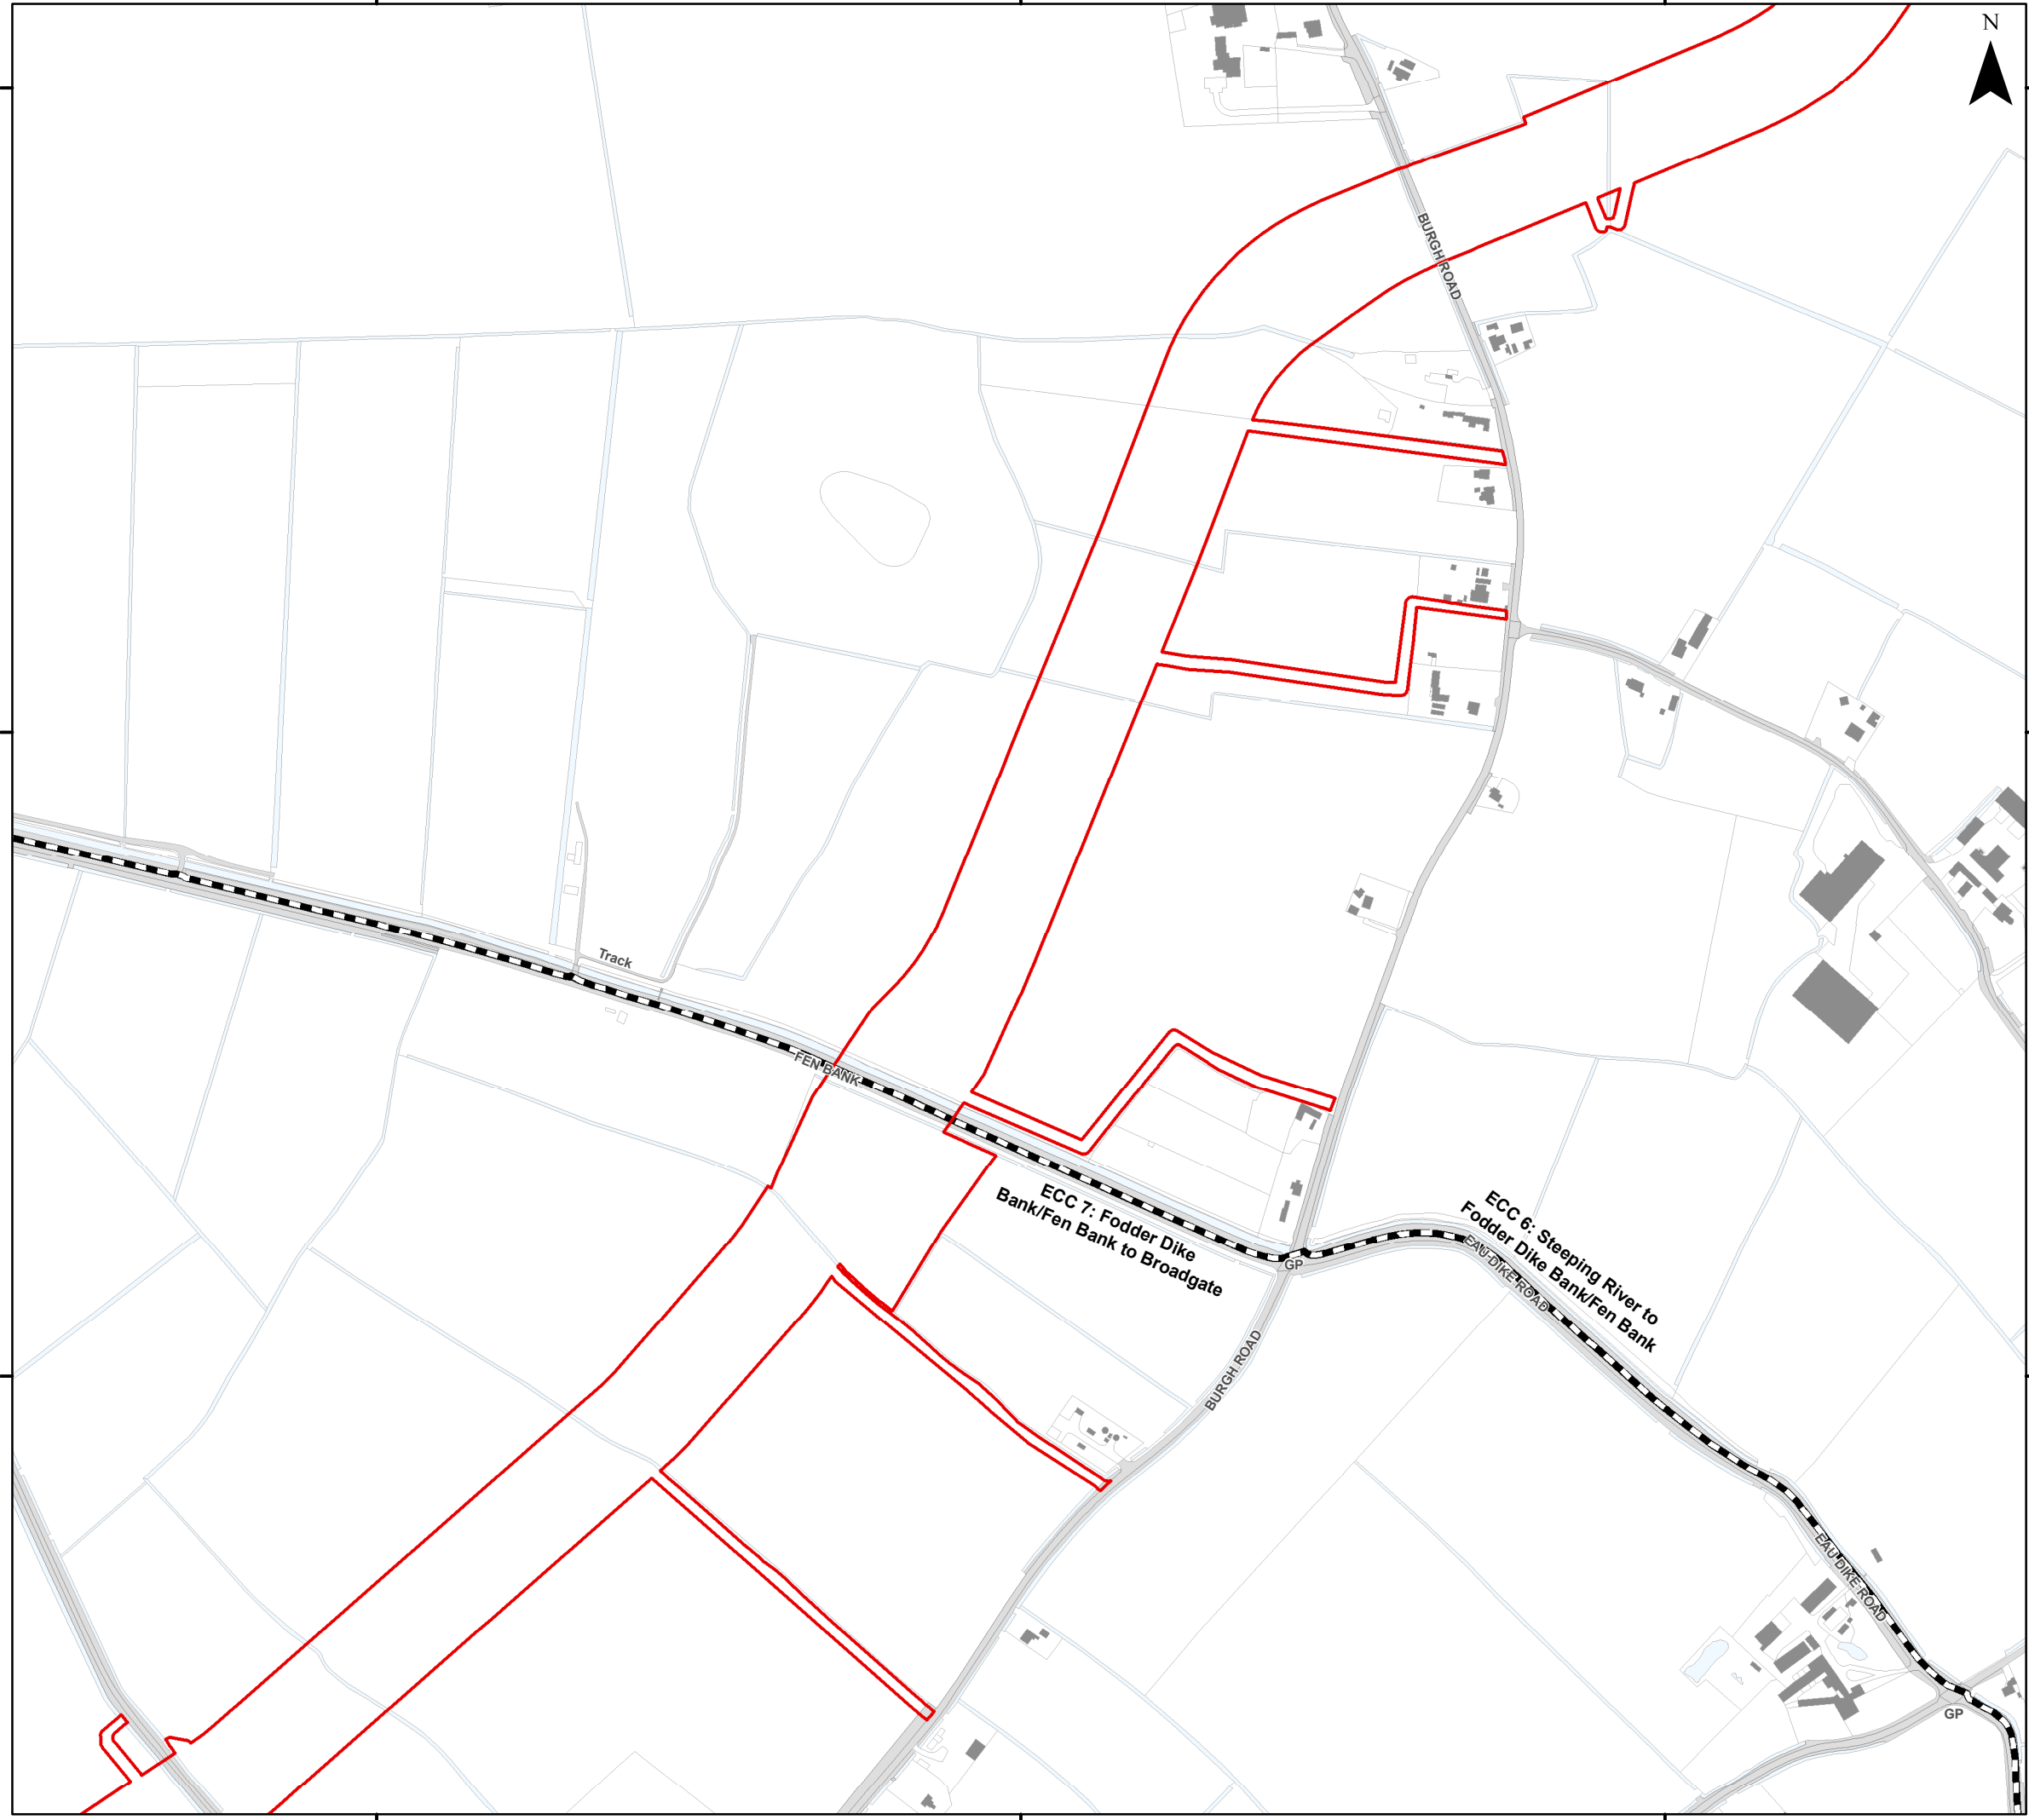 N
BURGH ROAD
Track
FEN BANK
ECC 7: Fodder Dike
Bank/Fen Bank to Broadgate
ECC 6: Steeping River to
Fodder Dike Bank/Fen Bank
EAU DIKE ROAD
GP
BURGH ROAD
EAU DIKE ROAD
GP